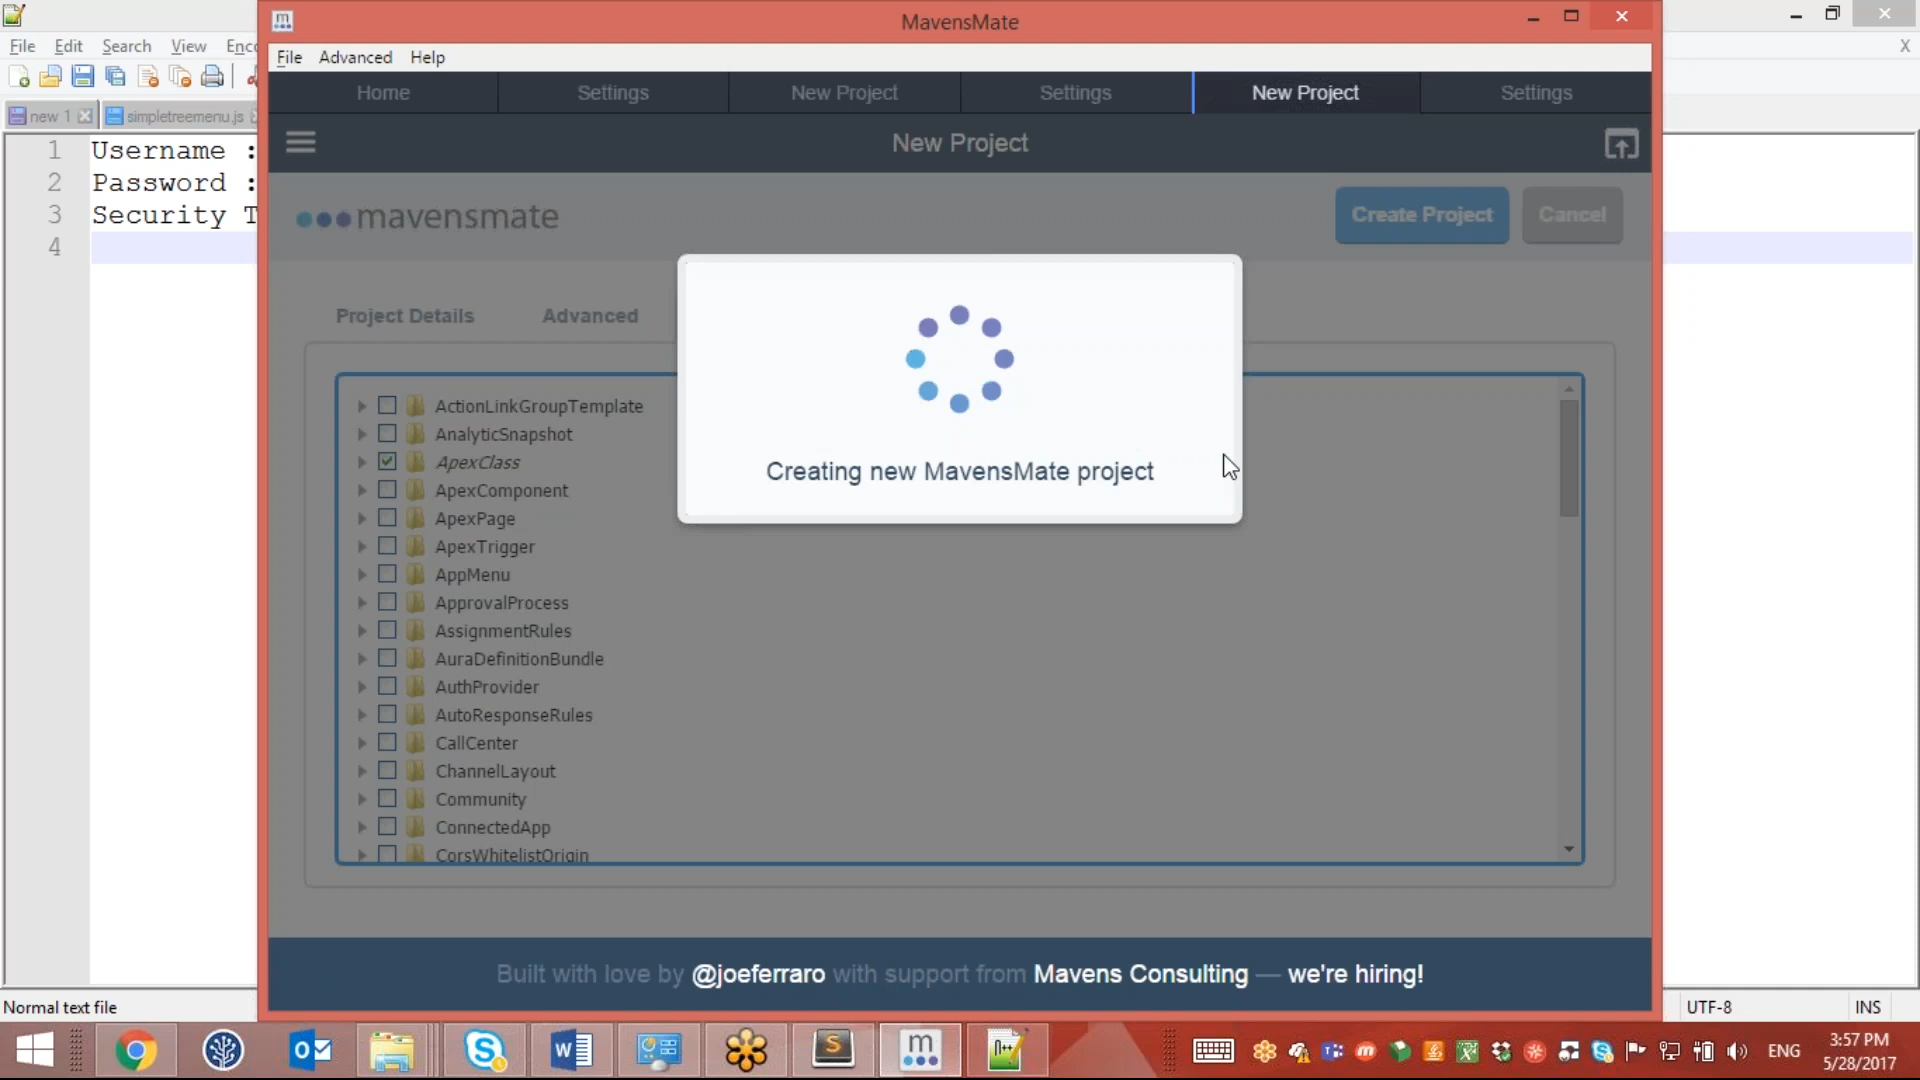 MavensMate
File Edit Search View Enco
File Advanced Help
Home Settings New Project Settings New Project Settings
new 1 simpletreemenu.js
New Project
1 Username :
2 Password :
3 Security T
4
mavensmate
Create Project Cancel
Project Details Advanced
Creating new MavensMate project
ActionLinkGroupTemplate
AnalyticSnapshot
ApexClass
ApexComponent
ApexPage
ApexTrigger
AppMenu
ApprovalProcess
AssignmentRules
AuraDefinitionBundle
AuthProvider
AutoResponseRules
CallCenter
ChannelLayout
Community
ConnectedApp
CorsWhitelistOrigin
Built with love by @joeferraro with support from Mavens Consulting — we're hiring!
Normal text file UTF-8 INS
ENG
3:57 PM
5/28/2017